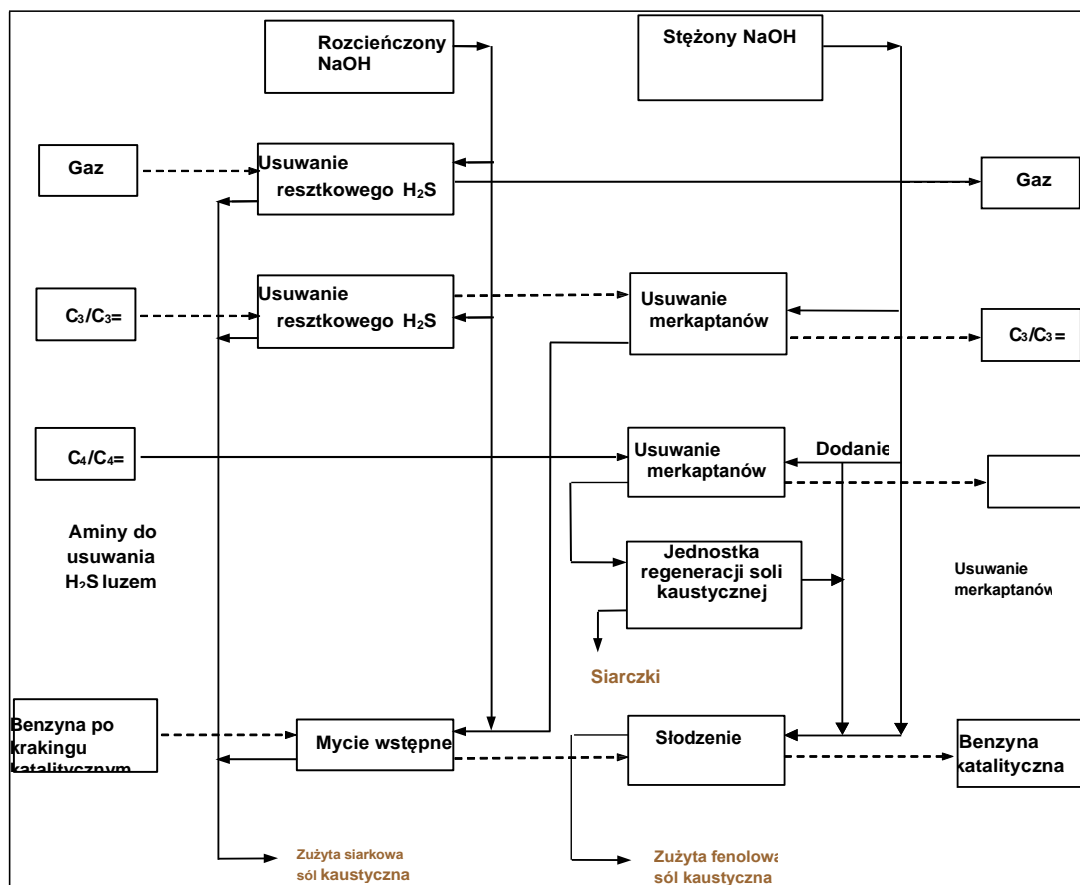 Rozcieńczony
NaOH
Stężony NaOH
Gaz
Usuwanie
resztkowego H₂S
Gaz
C₃/C₃=
Usuwanie
resztkowego H₂S
Usuwanie
merkaptanów
C₃/C₃=
C₄/C₄=
Usuwanie
merkaptanów
Dodanie
Aminy do
usuwania
H₂S luzem
Jednostka
regeneracji soli
kaustycznej
Usuwanie
merkaptanów
Siarczki
Benzyna po
krakingu
katalitycznym
Mycie wstępne
Słodzenie
Benzyna
katalityczna
Zużyta siarkowa
sól kaustyczna
Zużyta fenolowa
sól kaustyczna